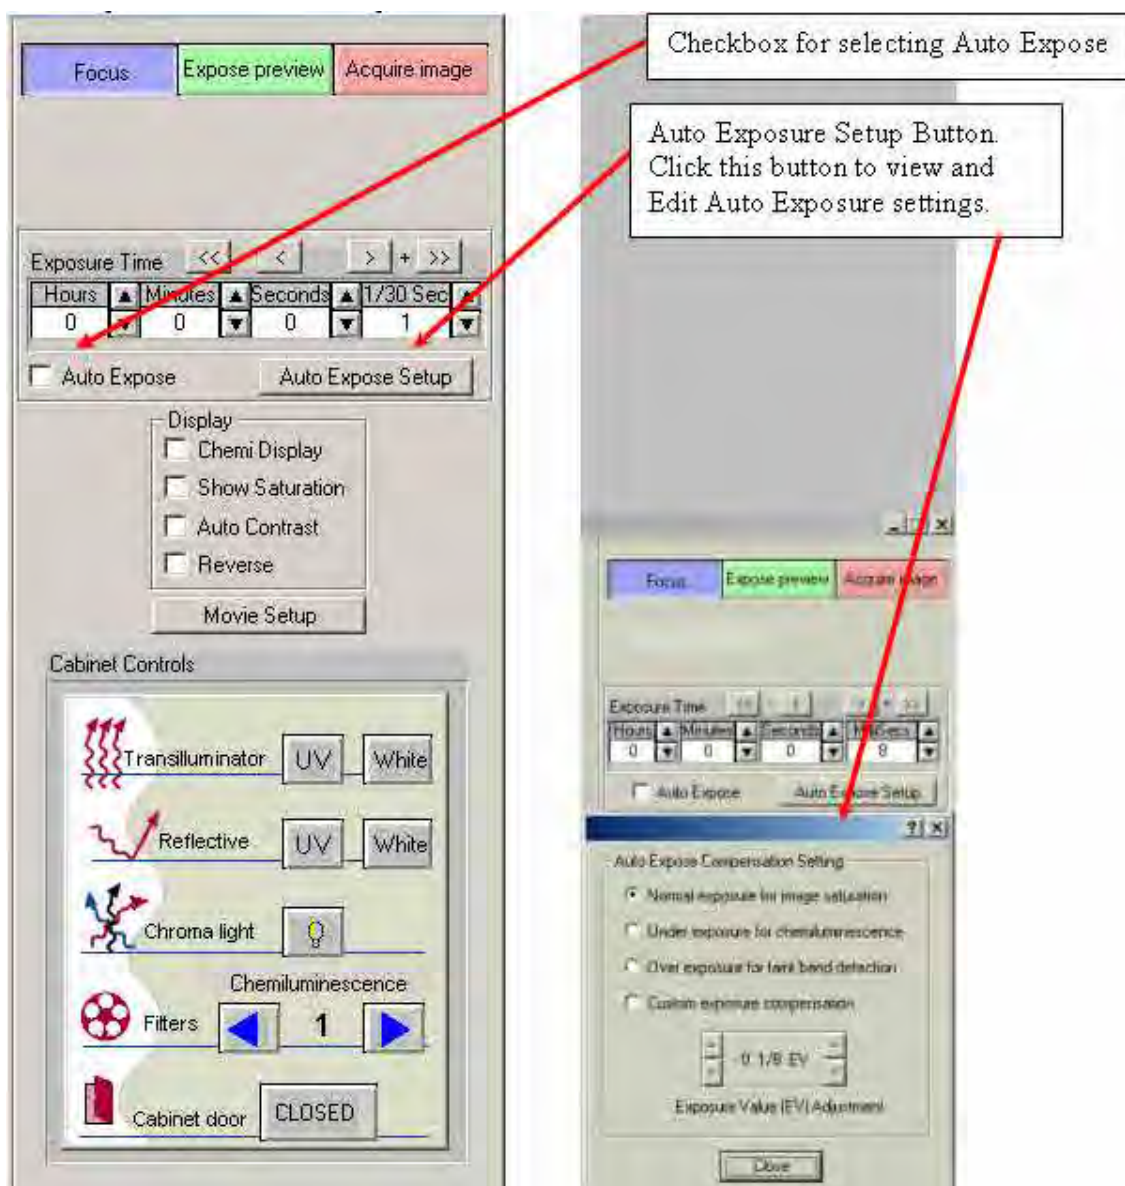 Focus Expose preview Acquire image
Exposure Time << < > + >>
Hours Minutes Seconds 1/30 Sec
0 0 0 1
Auto Expose Auto Expose Setup
Display
Chemi Display
Show Saturation
Auto Contrast
Reverse
Movie Setup
Cabinet Controls
Transilluminator UV White
Reflective UV White
Chroma light
Chemiluminescence
Filters 1
Cabinet door CLOSED
Checkbox for selecting Auto Expose
Auto Exposure Setup Button.
Click this button to view and
Edit Auto Exposure settings.
Focus Expose preview Acquire image
Exposure Time
Hours Minutes Seconds
0 0 0
Auto Expose Auto Expose Setup
Auto Expose Compensation Setting
Normal exposure for image saturation
Under exposure for chemiluminescence
Over exposure for faint band detection
Custom exposure compensation
-0 1/8 EV
Exposure Value (EV) Adjustment
Close